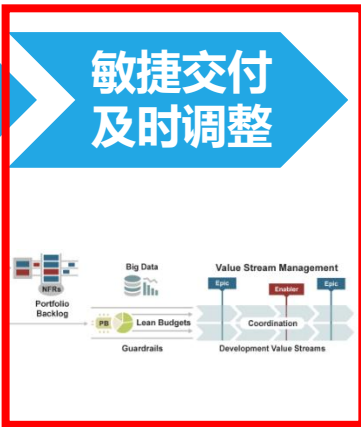 敏捷交付
及时调整
Big Data
Value Stream Management
Epic
Enabler
Epic
NFRs
Portfolio
Backlog
PB
Lean Budgets
Coordination
Guardrails
Development Value Streams